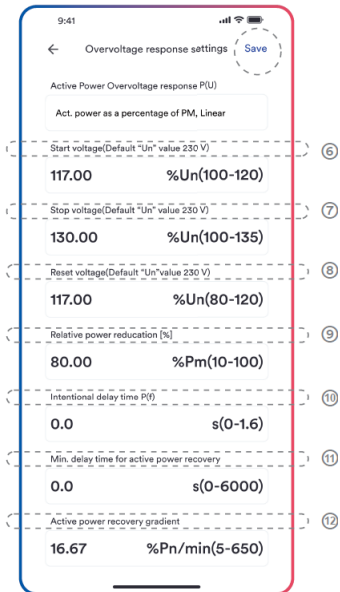 9:41
Overvoltage response settings Save
Active Power Overvoltage response P(U)
Act. power as a percentage of PM, Linear
Start voltage(Default "Un" value 230 V) ⑥
117.00 %Un(100-120)
Stop voltage(Default "Un" value 230 V) ⑦
130.00 %Un(100-135)
Reset voltage(Default "Un"value 230 V) ⑧
117.00 %Un(80-120)
Relative power reducation [%] ⑨
80.00 %Pm(10-100)
Intentional delay time P(f) ⑩
0.0 s(0-1.6)
Min. delay time for active power recovery ⑪
0.0 s(0-6000)
Active power recovery gradient ⑫
16.67 %Pn/min(5-650)